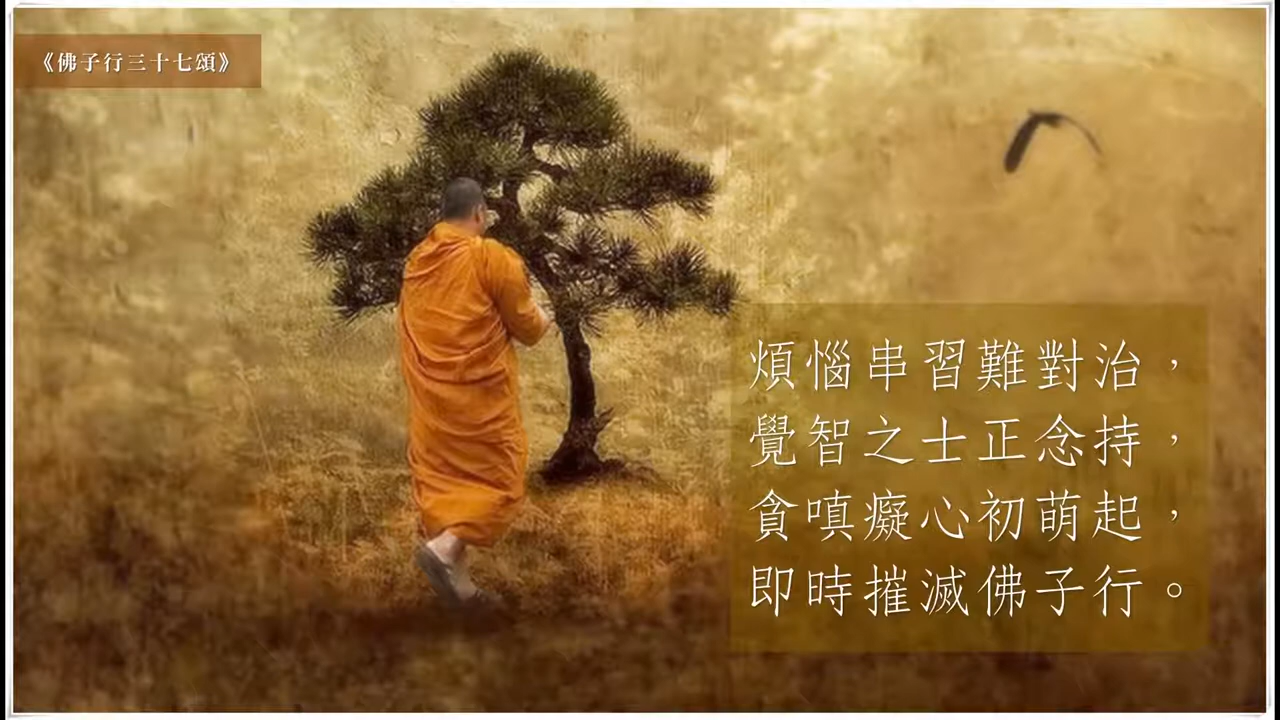 《佛子行三十七頌》
煩惱串習難對治，
覺智之士正念持，
貪嗔癡心初萌起，
即時摧滅佛子行。